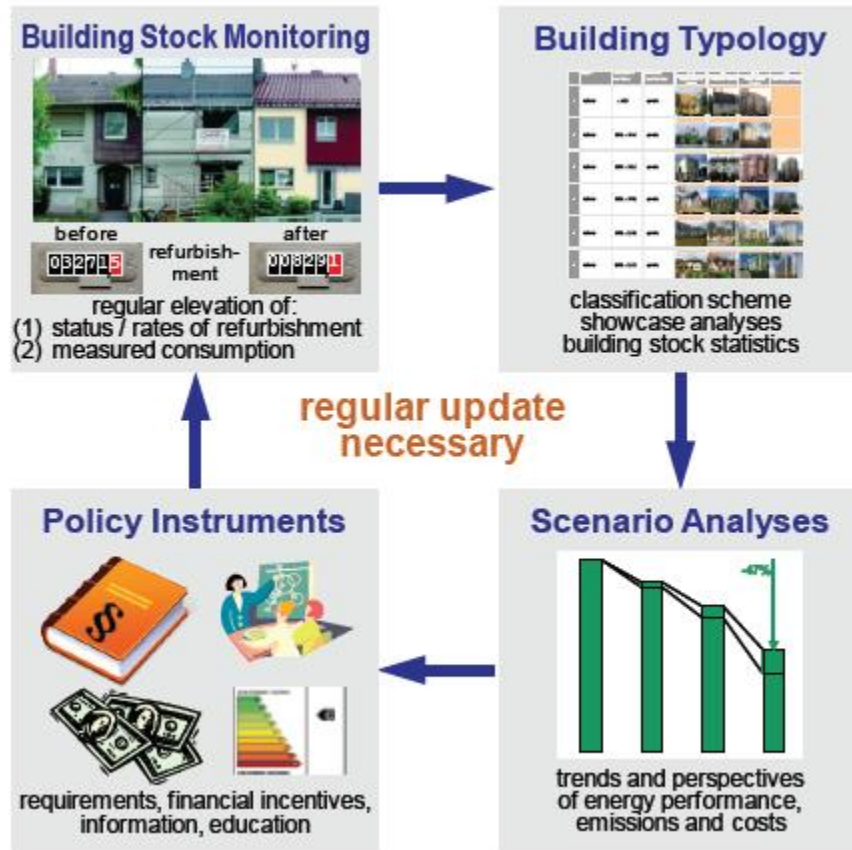 Building Stock Monitoring
before
after
refurbish-
ment
032715
008291
regular elevation of:
(1) status / rates of refurbishment
(2) measured consumption
Building Typology
classification scheme
showcase analyses
building stock statistics
regular update
necessary
Policy Instruments
§
requirements, financial incentives,
information, education
Scenario Analyses
-47%
trends and perspectives
of energy performance,
emissions and costs